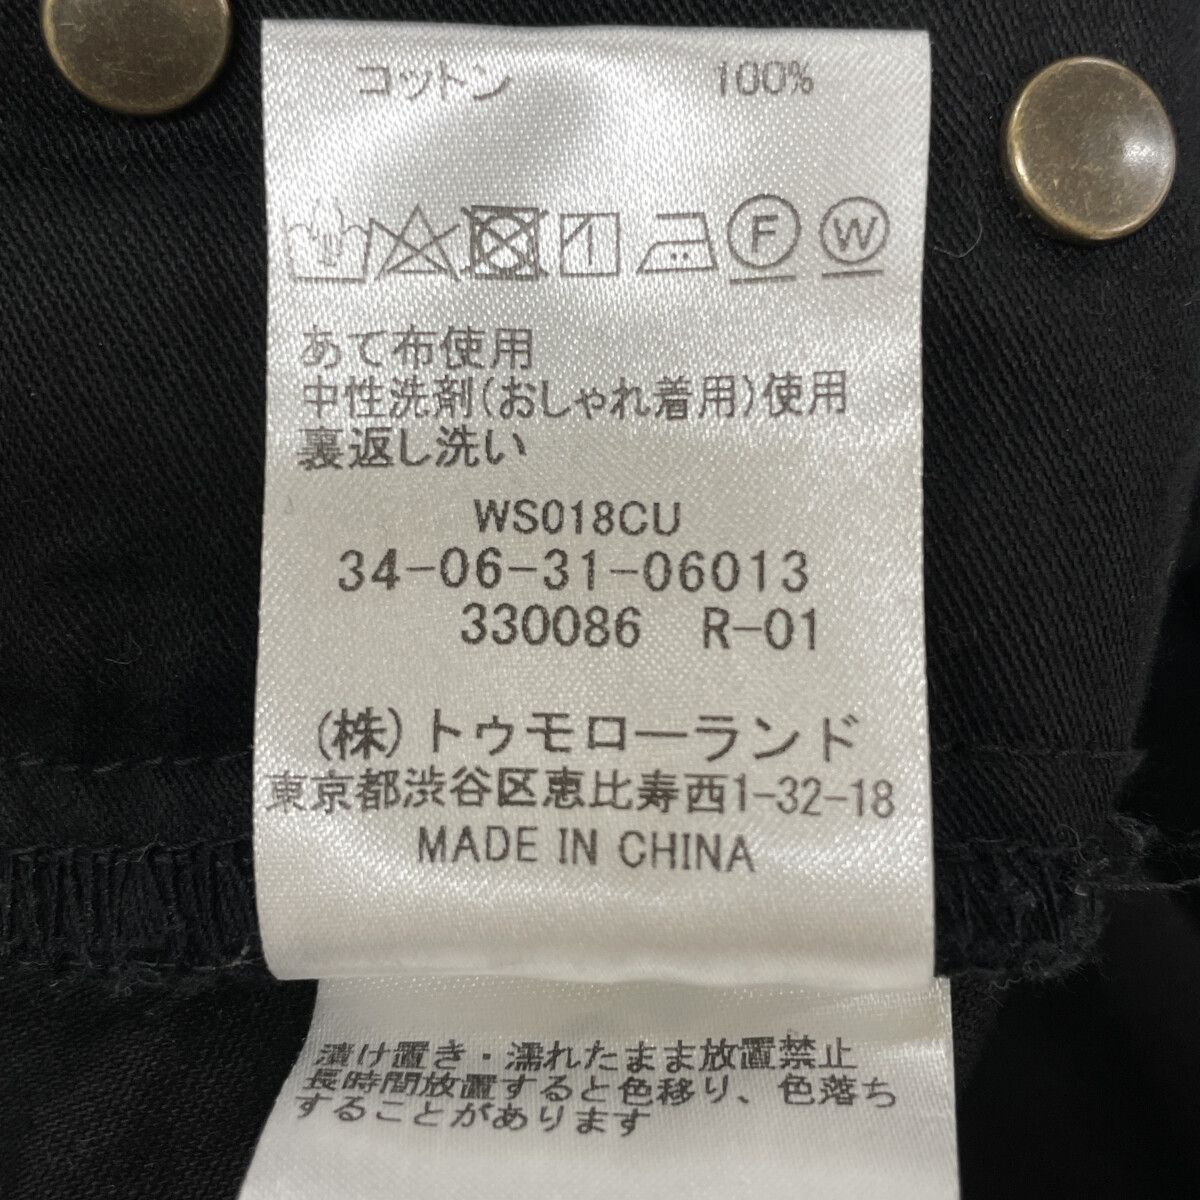 コットン 100%
F W
あて布使用
中性洗剤(おしゃれ着用)使用
裏返し洗い
WS018CU
34-06-31-06013
330086 R-01
(株)トゥモローランド
東京都渋谷区恵比寿西1-32-18
MADE IN CHINA
漬け置き・濡れたまま放置禁止
長時間放置すると色移り、色落ち
することがあります